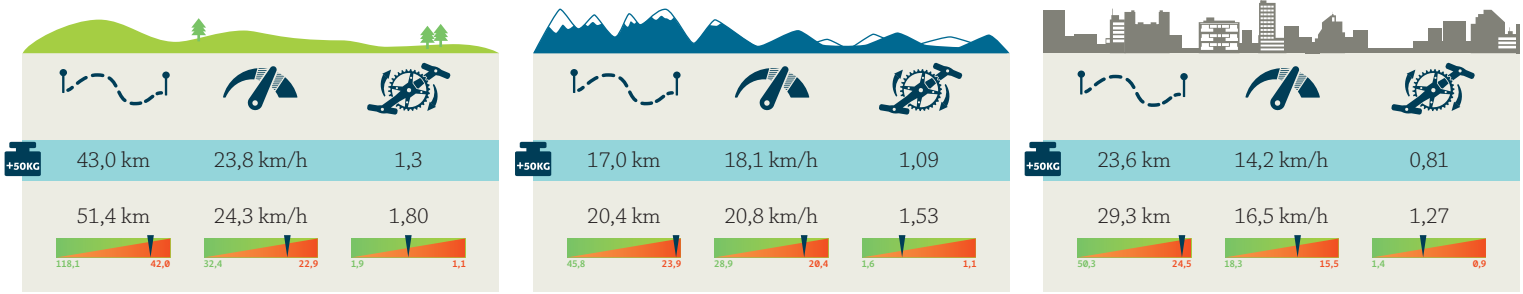 +50KG 43,0 km 23,8 km/h 1,3
51,4 km 24,3 km/h 1,80
118,1 42,0 32,4 22,9 1,9 1,1
+50KG 17,0 km 18,1 km/h 1,09
20,4 km 20,8 km/h 1,53
45,8 23,9 28,9 20,4 1,6 1,1
+50KG 23,6 km 14,2 km/h 0,81
29,3 km 16,5 km/h 1,27
50,3 24,5 18,3 15,5 1,4 0,9